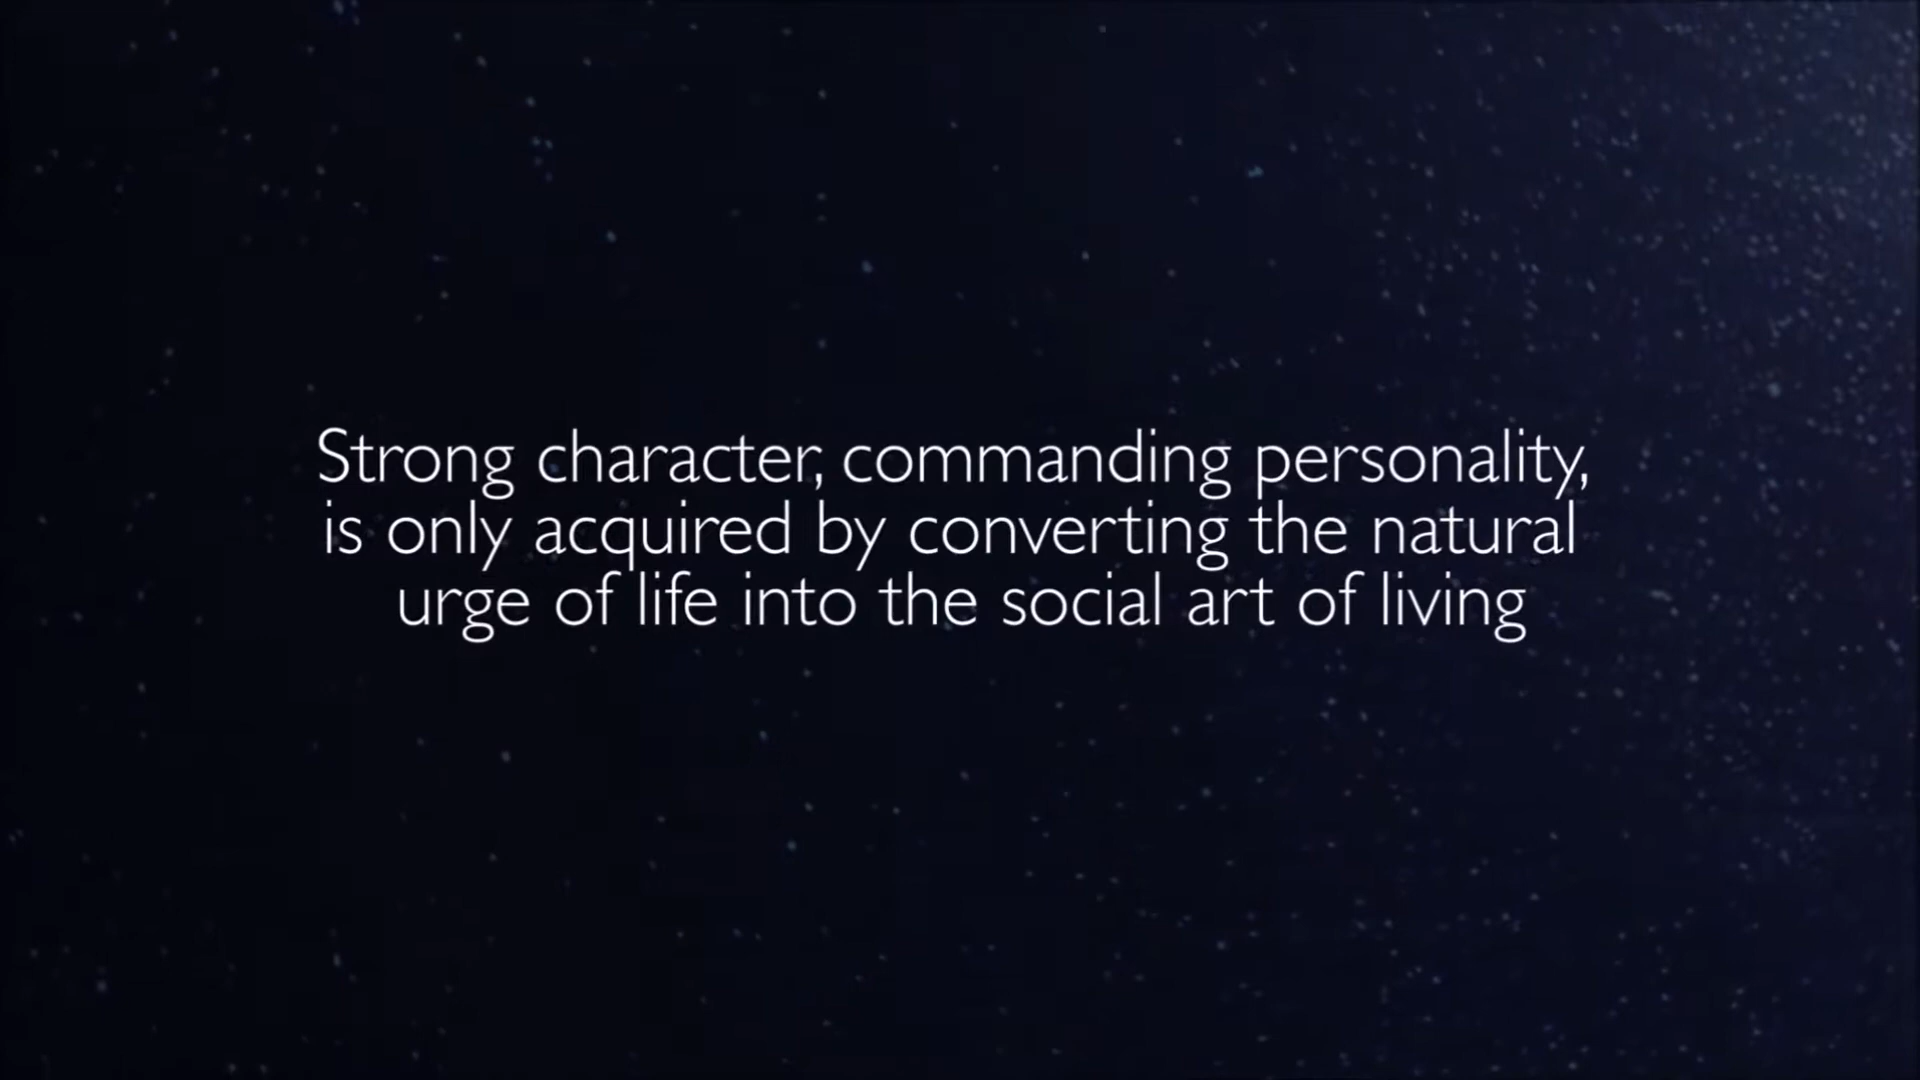 Strong character, commanding personality,
is only acquired by converting the natural
urge of life into the social art of living